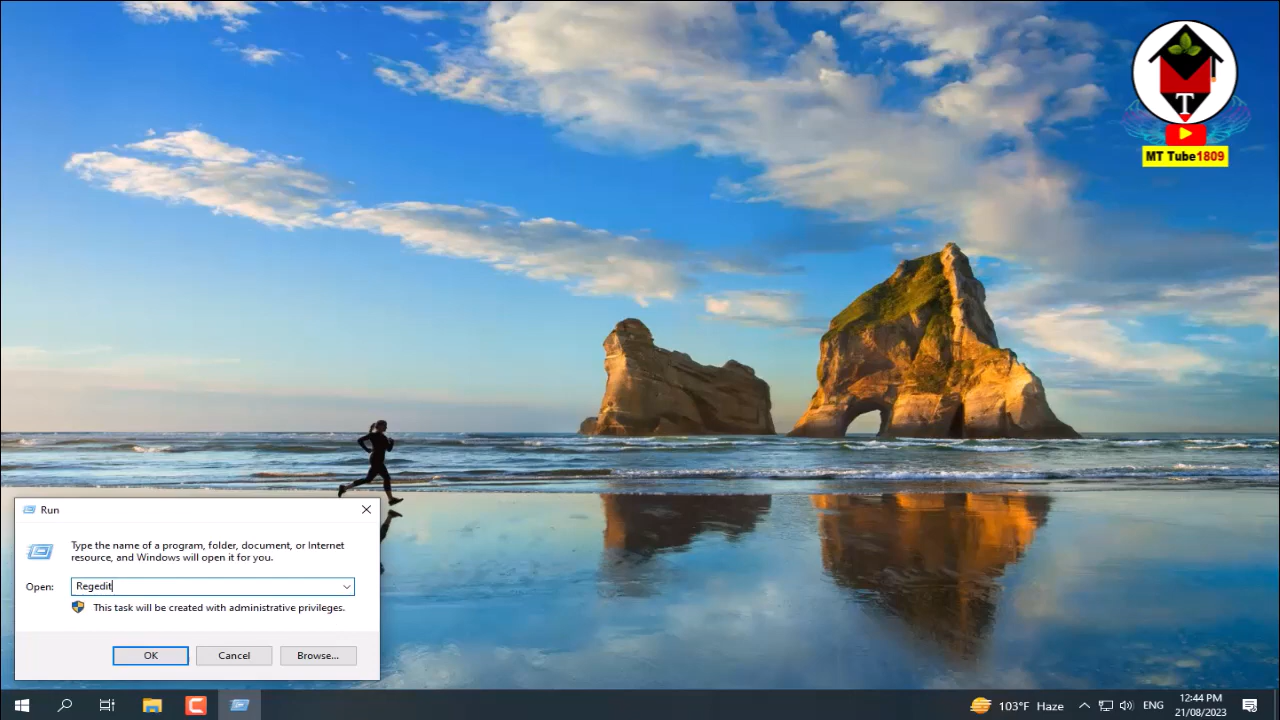 T
MT Tube1809
Run
Type the name of a program, folder, document, or Internet
resource, and Windows will open it for you.
Open:
Regedit
This task will be created with administrative privileges.
OK
Cancel
Browse...
103°F Haze
ENG
12:44 PM
21/08/2023